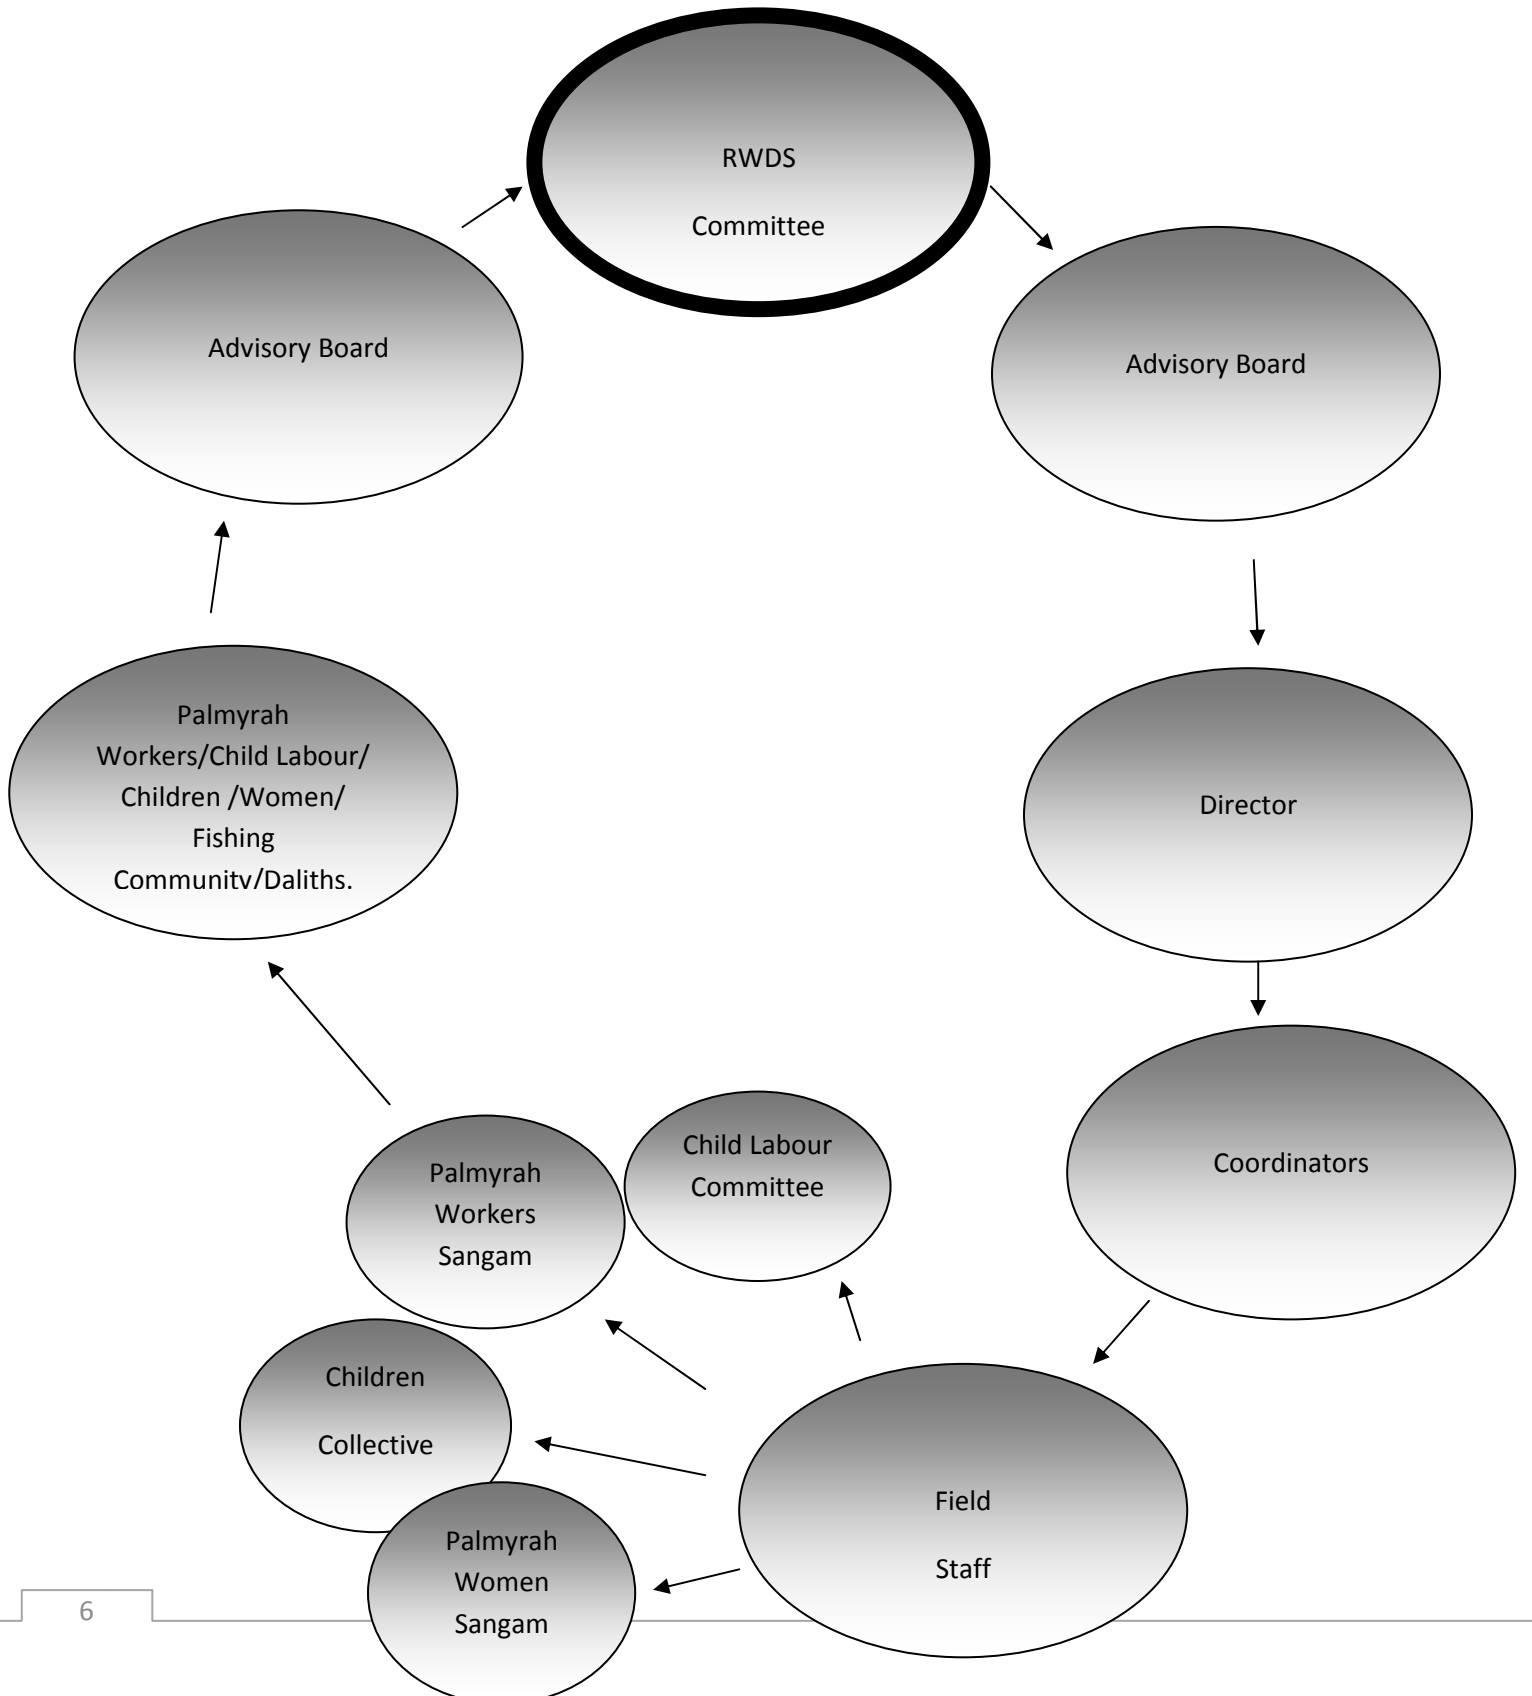 RWDS
Committee
Advisory Board
Advisory Board
Director
Palmyrah
Workers/Child Labour/
Children /Women/
Fishing
Community/Daliths.
Coordinators
Child Labour
Committee
Palmyrah
Workers
Sangam
Children
Collective
Field
Staff
Palmyrah
Women
Sangam
6